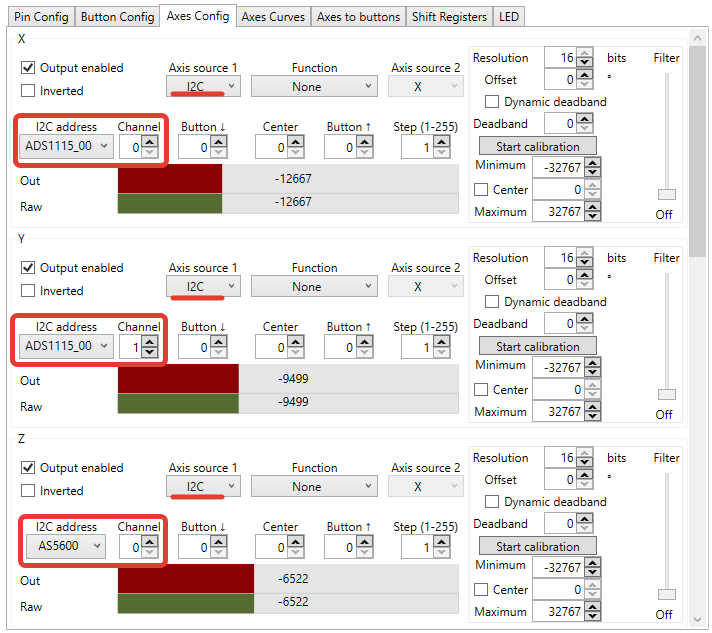 Pin Config Button Config Axes Config Axes Curves Axes to buttons Shift Registers LED
X
Output enabled Axis source 1 Function Axis source 2 Resolution 16 bits Filter
Inverted I2C None X Offset 0 °
Dynamic deadband
I2C address Channel Button ↓ Center Button ↑ Step (1-255) Deadband 0
ADS1115_00 0 0 0 0 1 Start calibration
Out -12667 Minimum -32767
Raw -12667 Center 0
Maximum 32767 Off
Y
Output enabled Axis source 1 Function Axis source 2 Resolution 16 bits Filter
Inverted I2C None X Offset 0 °
Dynamic deadband
I2C address Channel Button ↓ Center Button ↑ Step (1-255) Deadband 0
ADS1115_00 1 0 0 0 1 Start calibration
Out -9499 Minimum -32767
Raw -9499 Center 0
Maximum 32767 Off
Z
Output enabled Axis source 1 Function Axis source 2 Resolution 16 bits Filter
Inverted I2C None X Offset 0 °
Dynamic deadband
I2C address Channel Button ↓ Center Button ↑ Step (1-255) Deadband 0
AS5600 0 0 0 0 1 Start calibration
Out -6522 Minimum -32767
Raw -6522 Center 0
Maximum 32767 Off